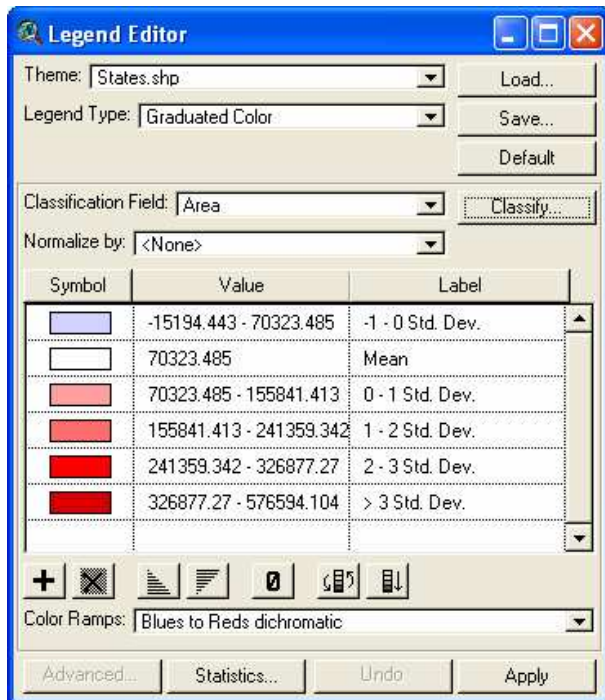 Legend Editor
Theme: States.shp
Load...
Legend Type: Graduated Color
Save...
Default
Classification Field: Area
Classify...
Normalize by: <None>
Symbol Value Label
-15194.443 - 70323.485 -1 - 0 Std. Dev.
70323.485 Mean
70323.485 - 155841.413 0 - 1 Std. Dev.
155841.413 - 241359.342 1 - 2 Std. Dev.
241359.342 - 326877.27 2 - 3 Std. Dev.
326877.27 - 576594.104 > 3 Std. Dev.
0
Color Ramps: Blues to Reds dichromatic
Advanced... Statistics... Undo Apply